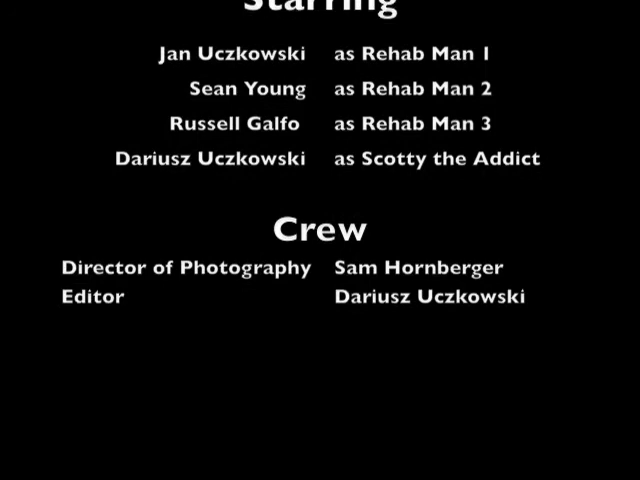 Starring
Jan Uczkowski as Rehab Man 1
Sean Young as Rehab Man 2
Russell Galfo as Rehab Man 3
Dariusz Uczkowski as Scotty the Addict
Crew
Director of Photography Sam Hornberger
Editor Dariusz Uczkowski